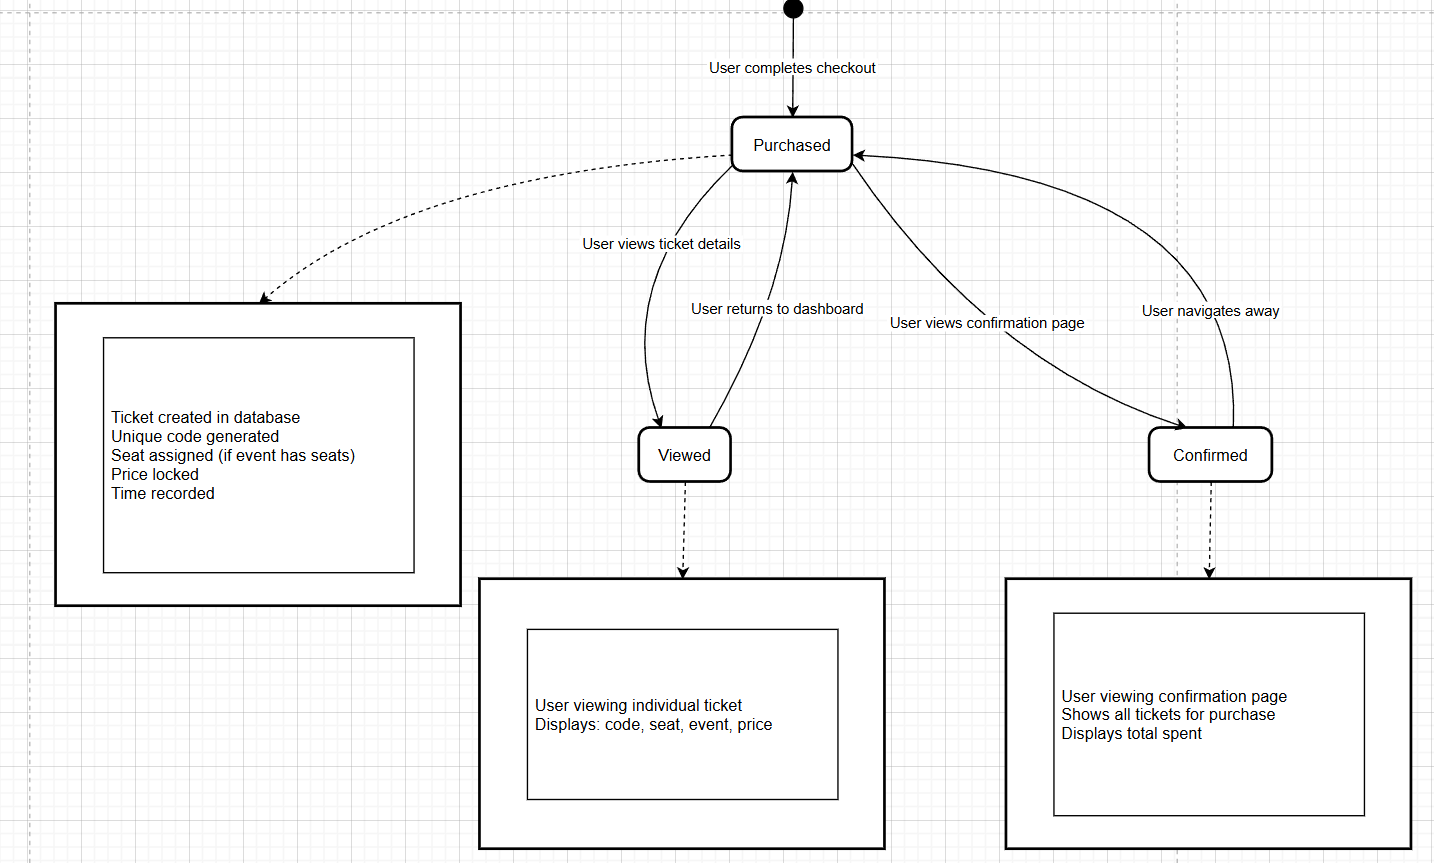 User completes checkout
Purchased
User views ticket details
User returns to dashboard
User views confirmation page
User navigates away
Ticket created in database
Unique code generated
Seat assigned (if event has seats)
Price locked
Time recorded
Viewed
Confirmed
User viewing individual ticket
Displays: code, seat, event, price
User viewing confirmation page
Shows all tickets for purchase
Displays total spent